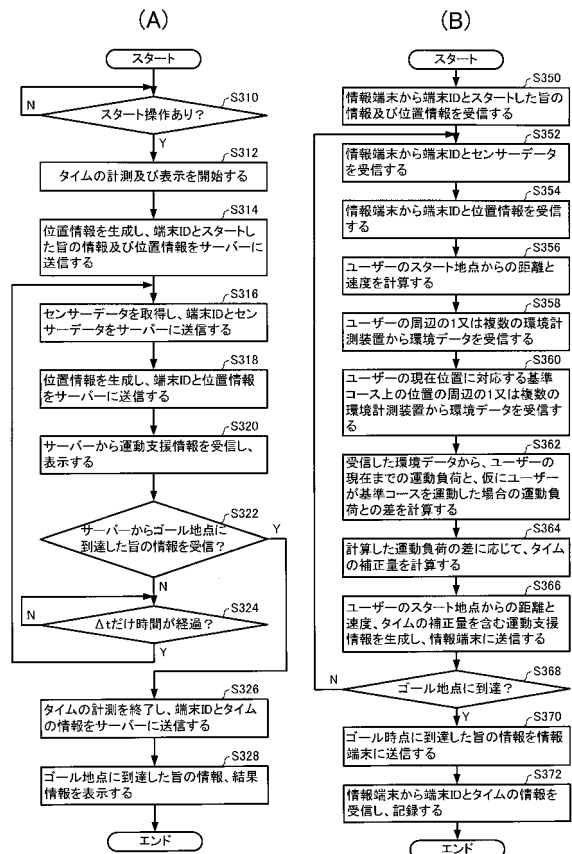 (A)
スタート
S310
スタート操作あり?
N
Y
S312
タイムの計測及び表示を開始する
S314
位置情報を生成し、端末IDとスタートし
た旨の情報及び位置情報をサーバーに
送信する
S316
センサーデータを取得し、端末IDとセン
サーデータをサーバーに送信する
S318
位置情報を生成し、端末IDと位置情報
をサーバーに送信する
S320
サーバーから運動支援情報を受信し、
表示する
S322
サーバーからゴール地点に
到達した旨の情報を受信?
Y
N
S324
Δtだけ時間が経過?
N
Y
S326
タイムの計測を終了し、端末IDとタイム
の情報をサーバーに送信する
S328
ゴール地点に到達した旨の情報、結果
情報を表示する
エンド
(B)
スタート
S350
情報端末から端末IDとスタートした旨の
情報及び位置情報を受信する
S352
情報端末から端末IDとセンサーデータ
を受信する
S354
情報端末から端末IDと位置情報を受信
する
S356
ユーザーのスタート地点からの距離と
速度を計算する
S358
ユーザーの周辺の1又は複数の環境計
測装置から環境データを受信する
S360
ユーザーの現在位置に対応する基準
コース上の位置の周辺の1又は複数の
環境計測装置から環境データを受信す
る
S362
受信した環境データから、ユーザーの
現在までの運動負荷と、仮にユーザー
が基準コースを運動した場合の運動負
荷との差を計算する
S364
計算した運動負荷の差に応じて、タイム
の補正量を計算する
S366
ユーザーのスタート地点からの距離と
速度、タイムの補正量を含む運動支援
情報を生成し、情報端末に送信する
S368
ゴール地点に到達?
N
Y
S370
ゴール時点に到達した旨の情報を情報
端末に送信する
S372
情報端末から端末IDとタイムの情報を
受信し、記録する
エンド